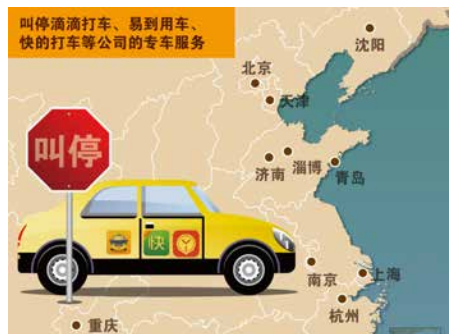 叫停滴滴打车、易到用车、
快的打车等公司的专车服务
沈阳
北京
天津
叫停
济南
淄博
青岛
快
南京
上海
杭州
重庆